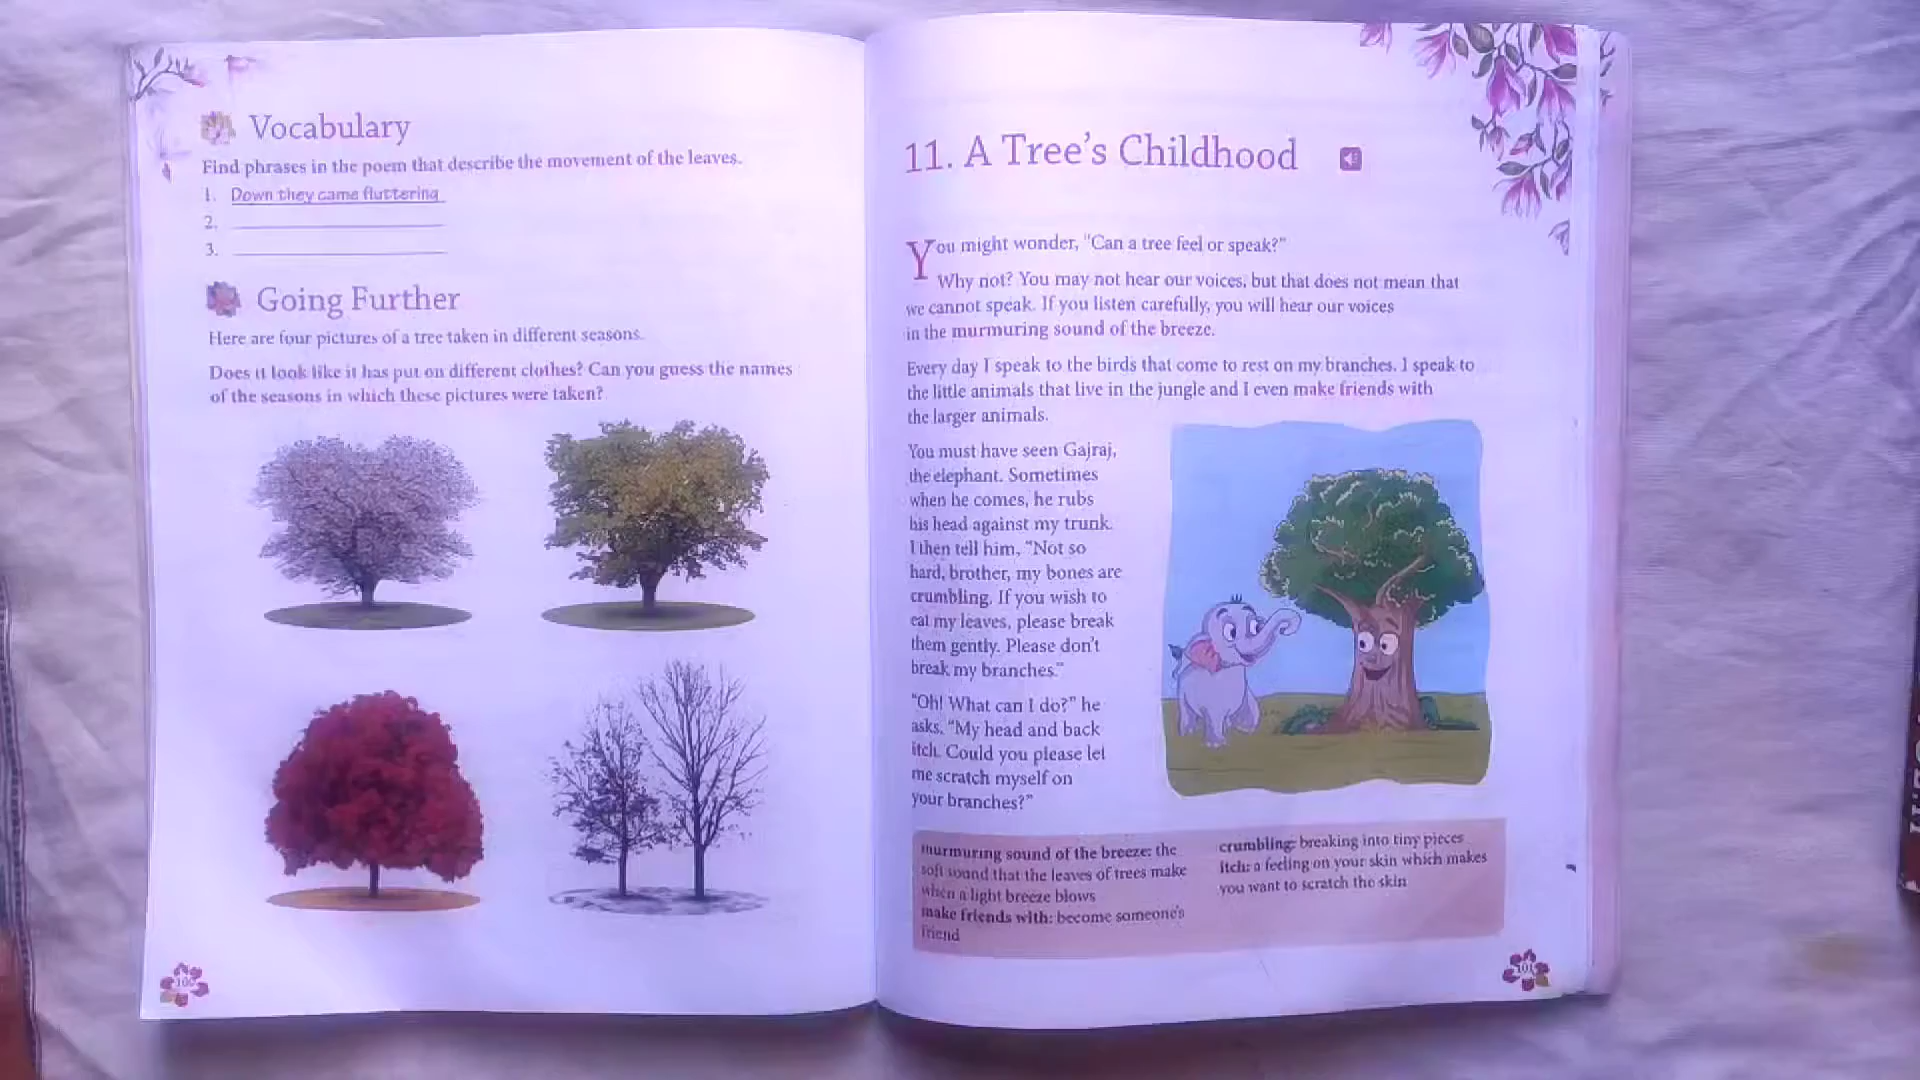 Vocabulary
Find phrases in the poem that describe the movement of the leaves.
1. Down they came fluttering
2.
3.
Going Further
Here are four pictures of a tree taken in different seasons.
Does it look like it has put on different clothes? Can you guess the names
of the seasons in which these pictures were taken?
100
11. A Tree's Childhood
You might wonder, "Can a tree feel or speak?"
Why not? You may not hear our voices, but that does not mean that
we cannot speak. If you listen carefully, you will hear our voices
in the murmuring sound of the breeze.
Every day I speak to the birds that come to rest on my branches. I speak to
the little animals that live in the jungle and I even make friends with
the larger animals.
You must have seen Gajraj,
the elephant. Sometimes
when he comes, he rubs
his head against my trunk.
I then tell him, "Not so
hard, brother, my bones are
crumbling. If you wish to
eat my leaves, please break
them gently. Please don't
break my branches."
"Oh! What can I do?" he
asks. "My head and back
itch. Could you please let
me scratch myself on
your branches?"
murmuring sound of the breeze: the
soft sound that the leaves of trees make
when a light breeze blows
make friends with: become someone's
friend
crumbling: breaking into tiny pieces
itch: a feeling on your skin which makes
you want to scratch the skin
101